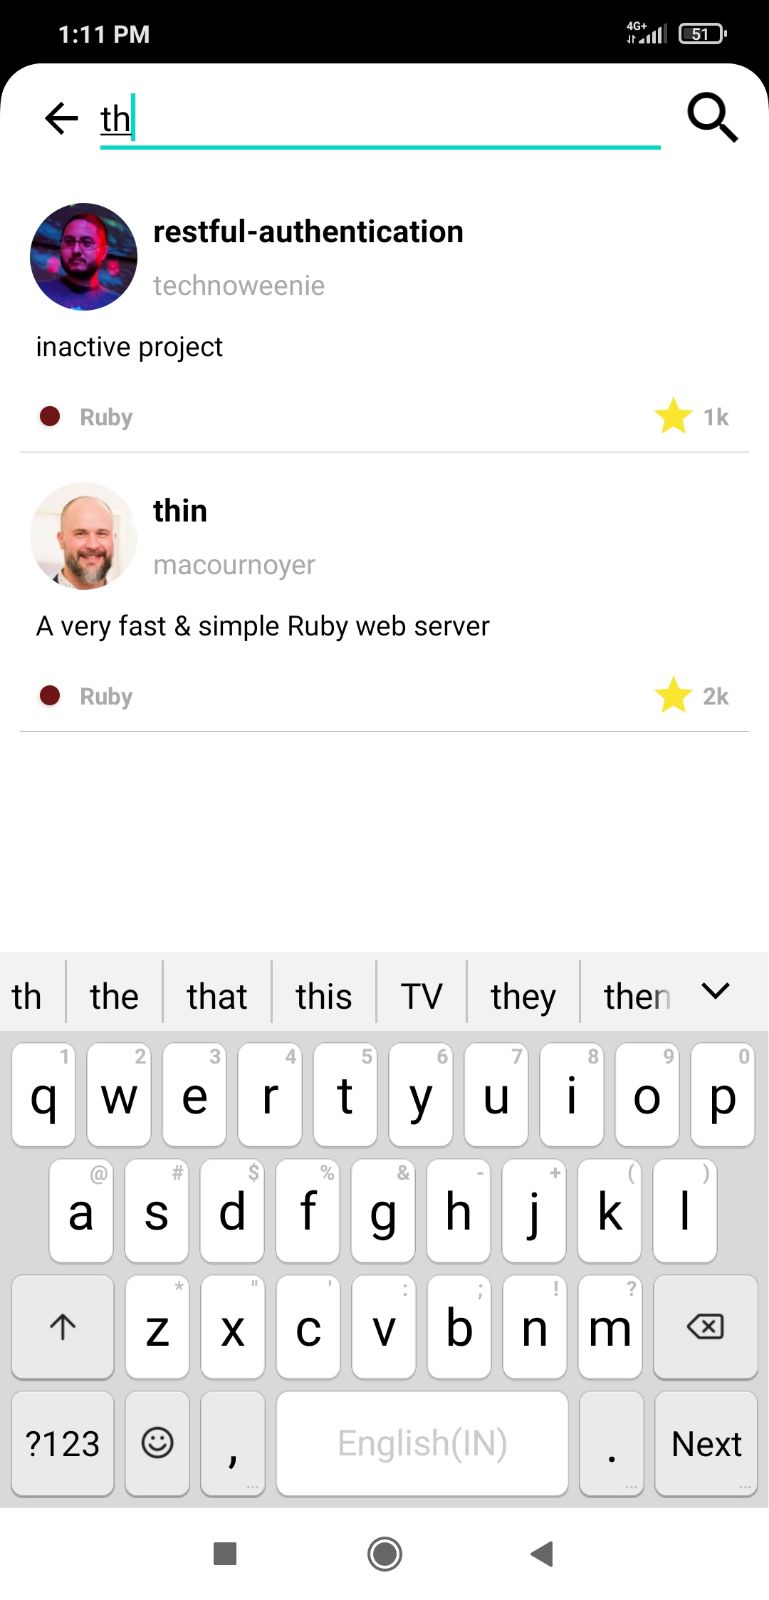 1:11 PM
4G+
51
th
restful-authentication
technoweenie
inactive project
Ruby
1k
thin
macournoyer
A very fast & simple Ruby web server
Ruby
2k
th the that this TV they then
1 2 3 4 5 6 7 8 9 0
q w e r t y u i o p
@ # $ % & - + ( )
a s d f g h j k l
* " ' : ; ! ?
z x c v b n m
?123 , English(IN) . Next